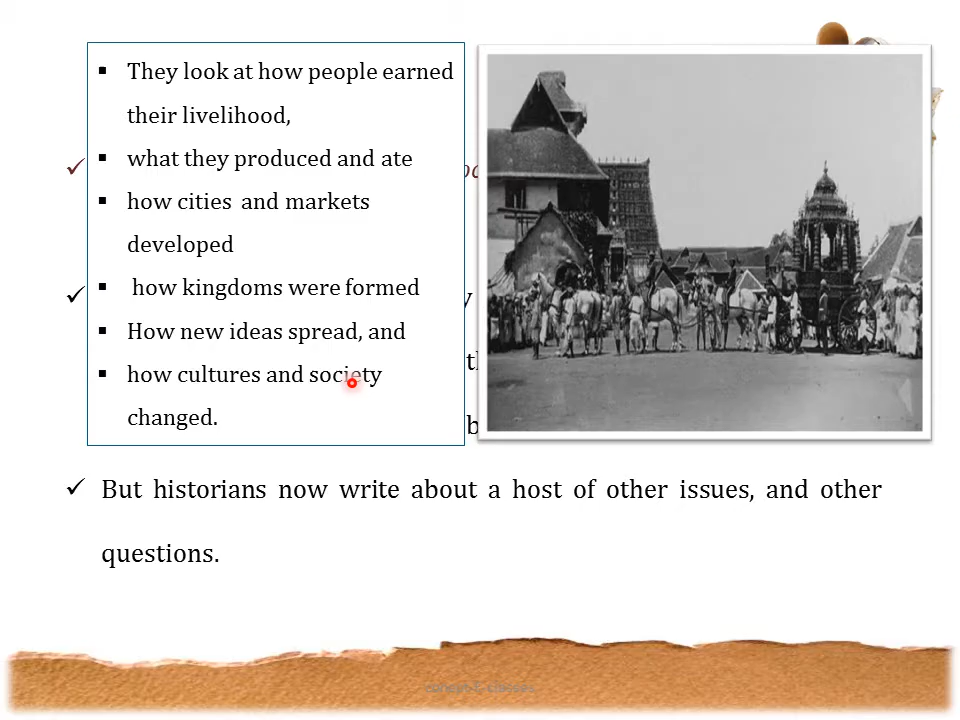 They look at how people earned
their livelihood,
what they produced and ate
how cities and markets
developed
how kingdoms were formed
How new ideas spread, and
how cultures and society
changed.
But historians now write about a host of other issues, and other
questions.